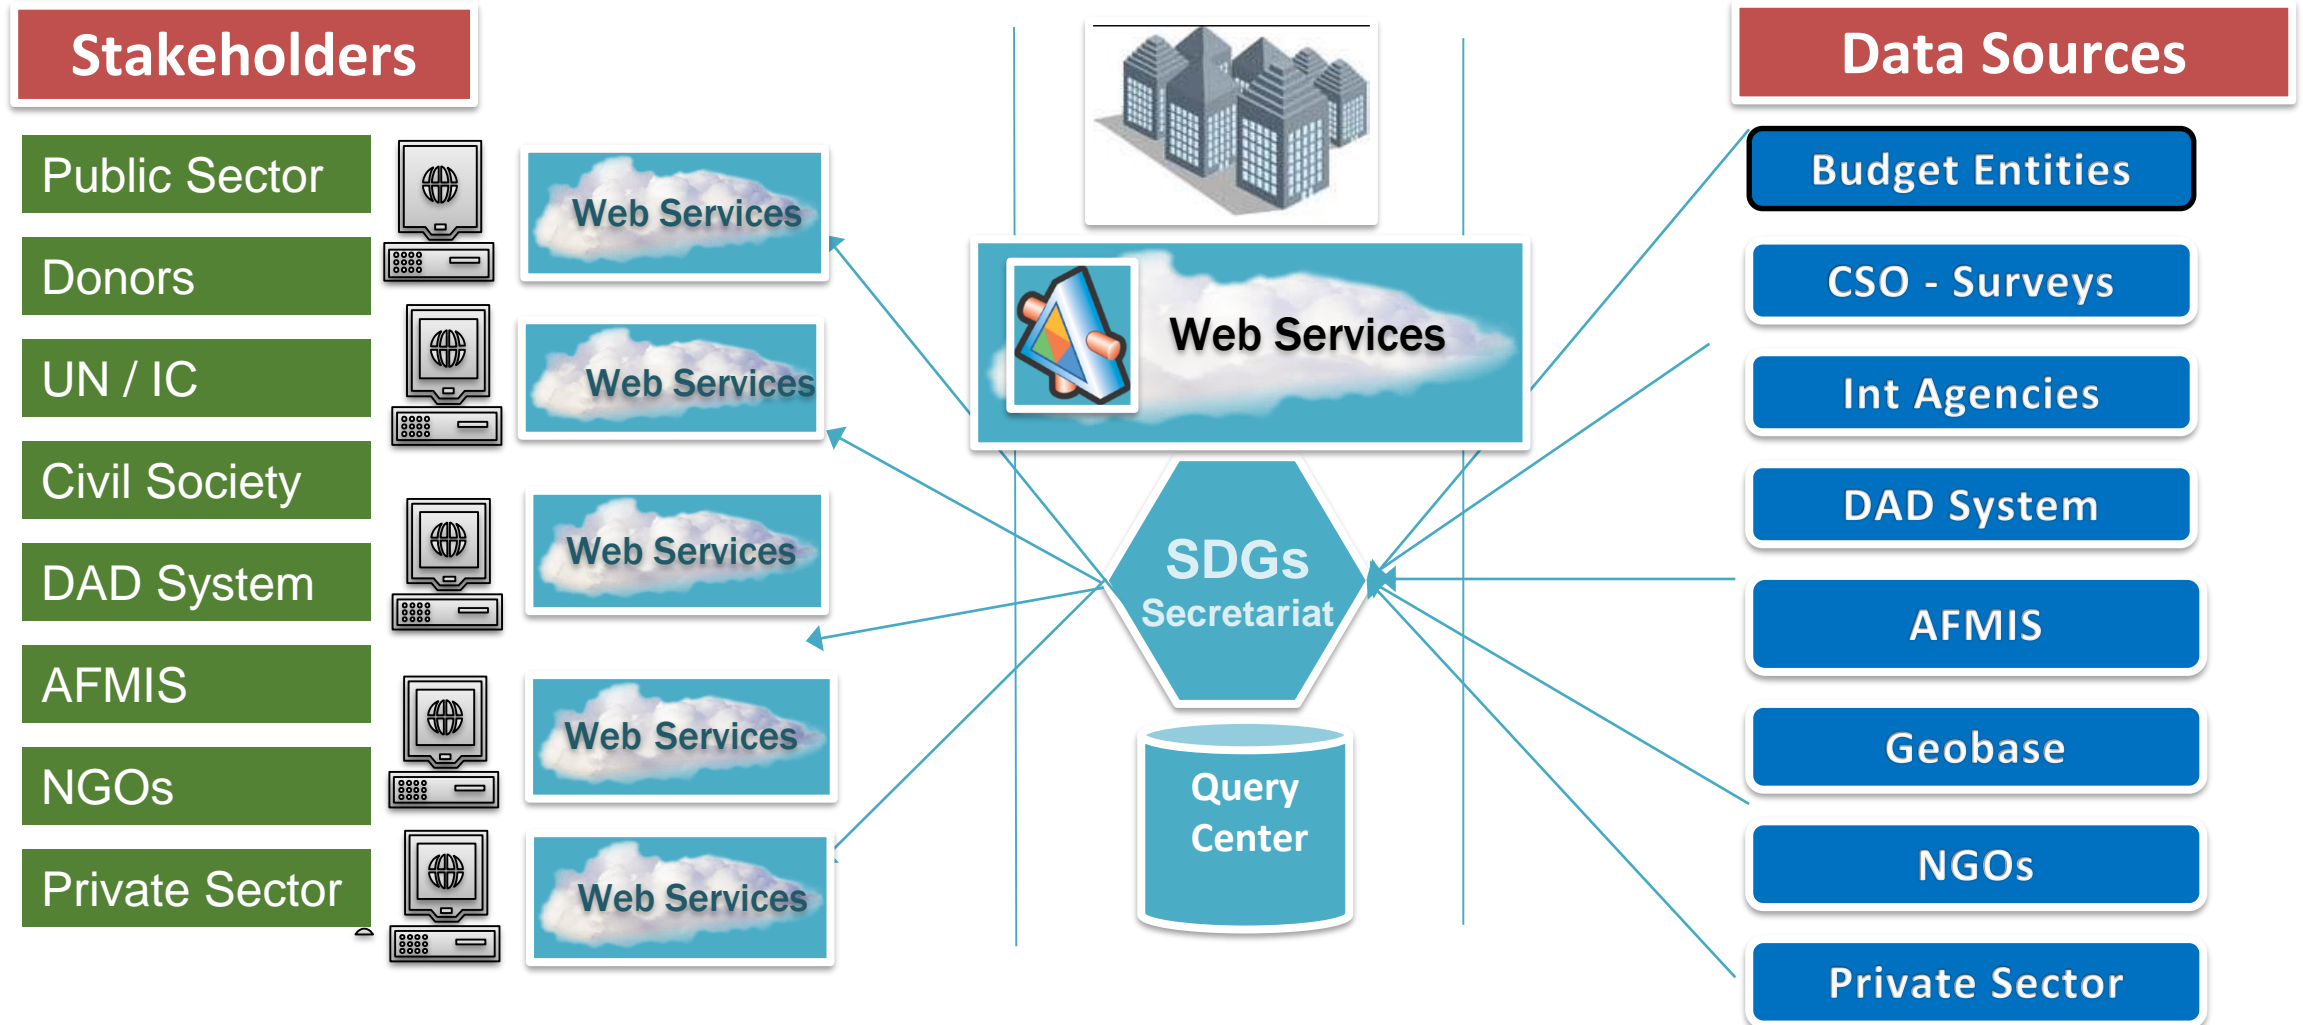 Stakeholders
Public Sector
Donors
UN / IC
Civil Society
DAD System
AFMIS
NGOs
Private Sector
Web Services
Web Services
Web Services
Web Services
Web Services
Web Services
SDGs
Secretariat
Query
Center
Data Sources
Budget Entities
CSO - Surveys
Int Agencies
DAD System
AFMIS
Geobase
NGOs
Private Sector